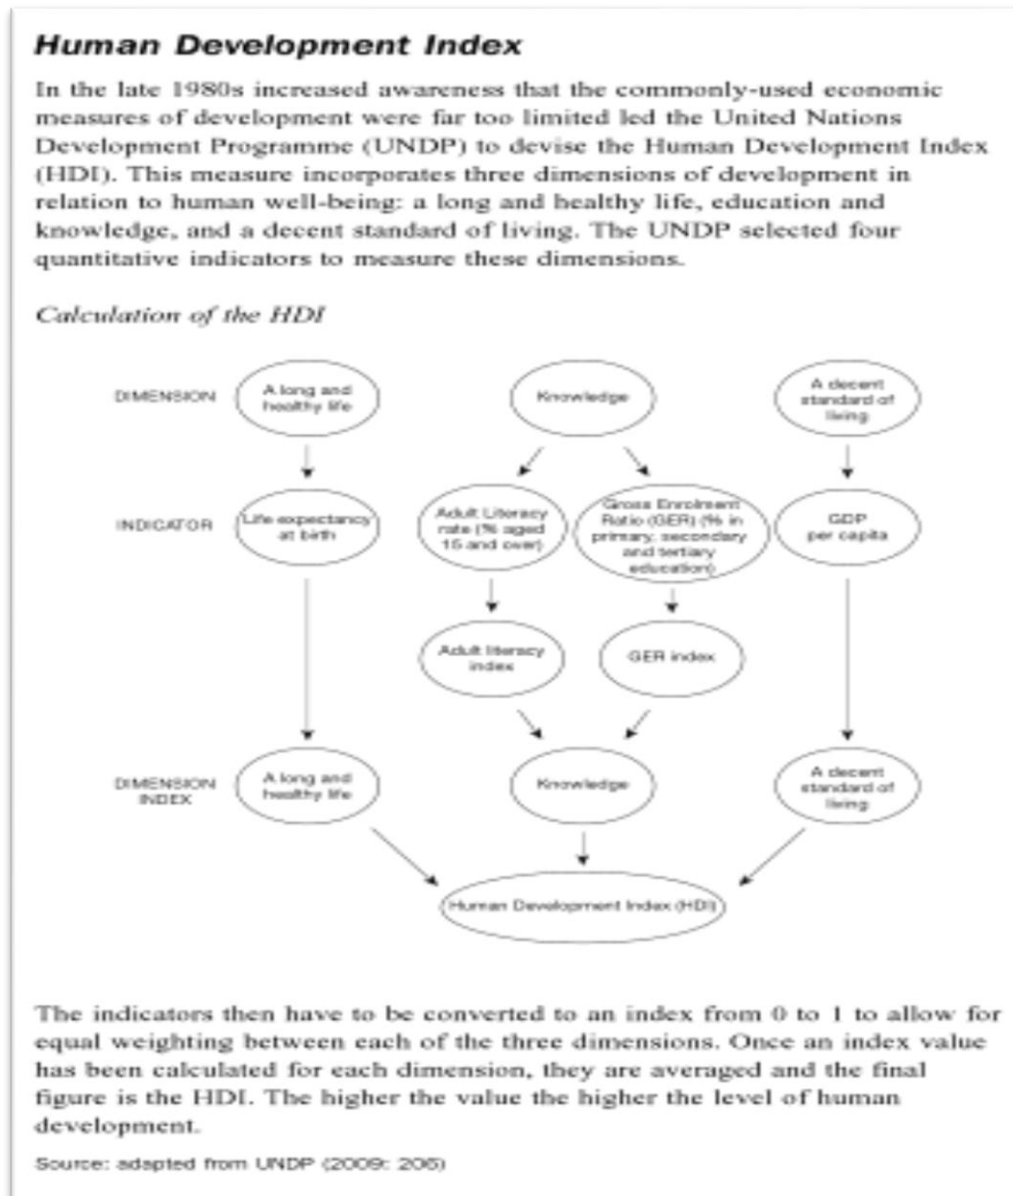 Human Development Index
In the late 1980s increased awareness that the commonly-used economic
measures of development were far too limited led the United Nations
Development Programme (UNDP) to devise the Human Development Index
(HDI). This measure incorporates three dimensions of development in
relation to human well-being: a long and healthy life, education and
knowledge, and a decent standard of living. The UNDP selected four
quantitative indicators to measure these dimensions.
Calculation of the HDI
DIMENSION
A long and
healthy life
Knowledge
A decent
standard of
living
INDICATOR
Life expectancy
at birth
Adult Literacy
rate (% aged
15 and over)
Gross Enrolment
Ratio (GER) (% in
primary, secondary
and tertiary
education)
GDP
per capita
Adult literacy
index
GER index
DIMENSION
INDEX
A long and
healthy life
Knowledge
A decent
standard of
living
Human Development Index (HDI)
The indicators then have to be converted to an index from 0 to 1 to allow for
equal weighting between each of the three dimensions. Once an index value
has been calculated for each dimension, they are averaged and the final
figure is the HDI. The higher the value the higher the level of human
development.
Source: adapted from UNDP (2009: 206)